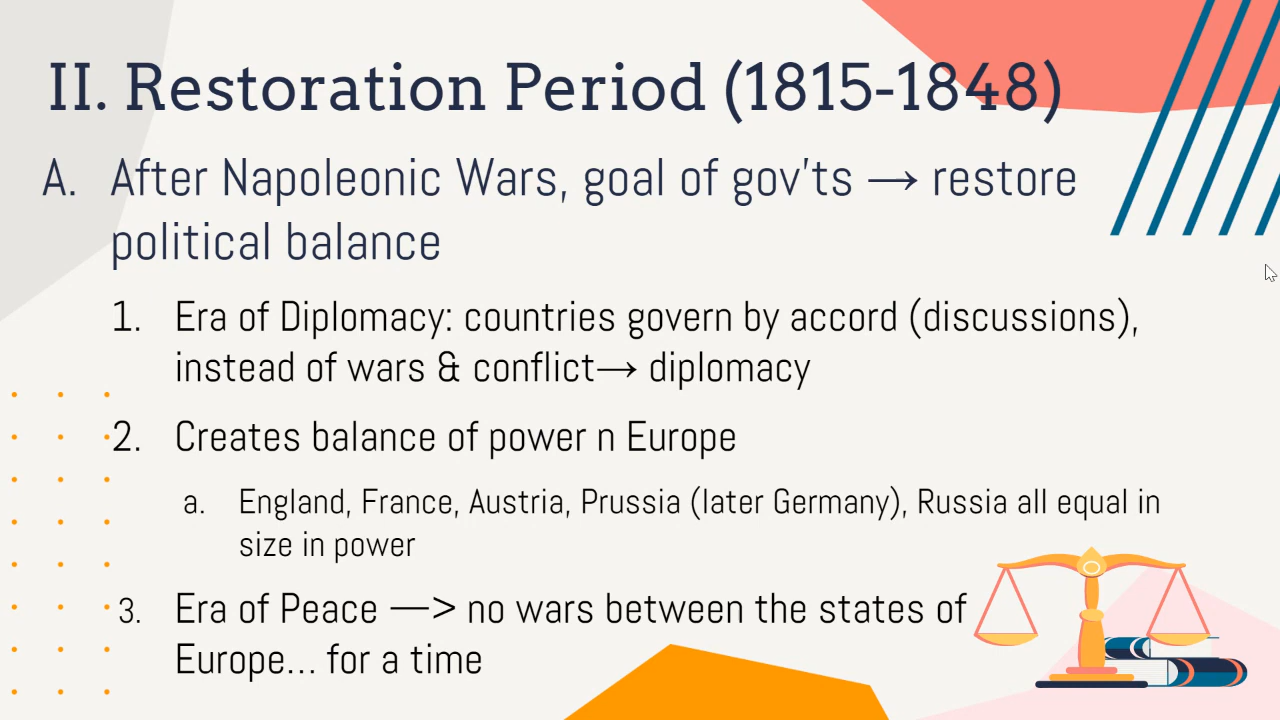 II. Restoration Period (1815-1848)
A. After Napoleonic Wars, goal of gov'ts → restore
political balance
1. Era of Diplomacy: countries govern by accord (discussions),
instead of wars & conflict→ diplomacy
2. Creates balance of power n Europe
a. England, France, Austria, Prussia (later Germany), Russia all equal in
size in power
3. Era of Peace —> no wars between the states of
Europe... for a time